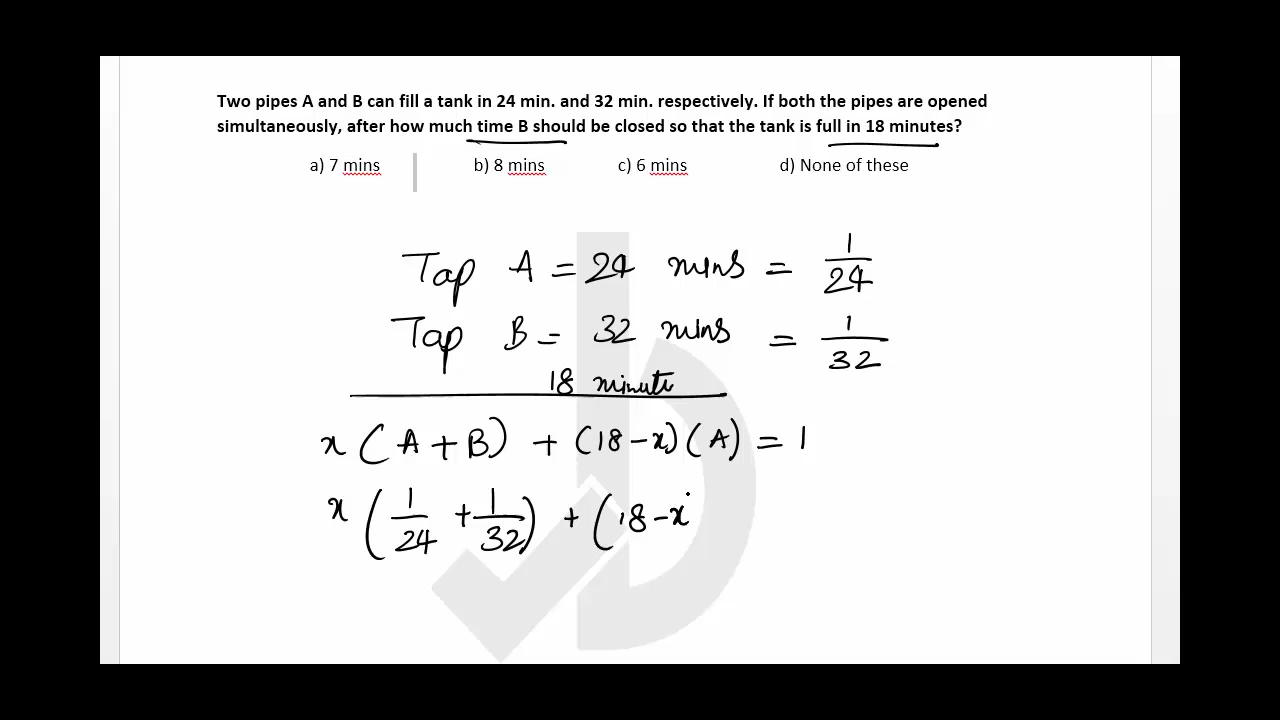 Two pipes A and B can fill a tank in 24 min. and 32 min. respectively. If both the pipes are opened
simultaneously, after how much time B should be closed so that the tank is full in 18 minutes?
a) 7 mins b) 8 mins c) 6 mins d) None of these
Tap A = 24 mins = 1/24
Tap B = 32 mins = 1/32
18 minute
x (A + B) + (18 - x) (A) = 1
x (1/24 + 1/32) + (18 - x